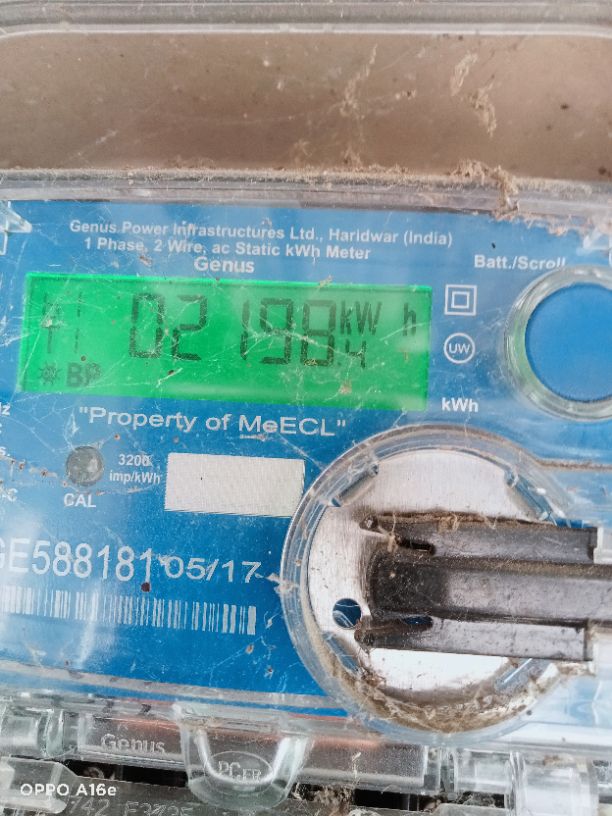 Genus Power Infrastructures Ltd., Haridwar (India)
1 Phase, 2 Wire, ac Static kWh Meter
Genus
Batt./Scroll
02198.4 kW h
BP
UW
kWh
"Property of MeECL"
3200
imp/kWh
CAL
GE588181 05/17
Genus
OPPO A16e